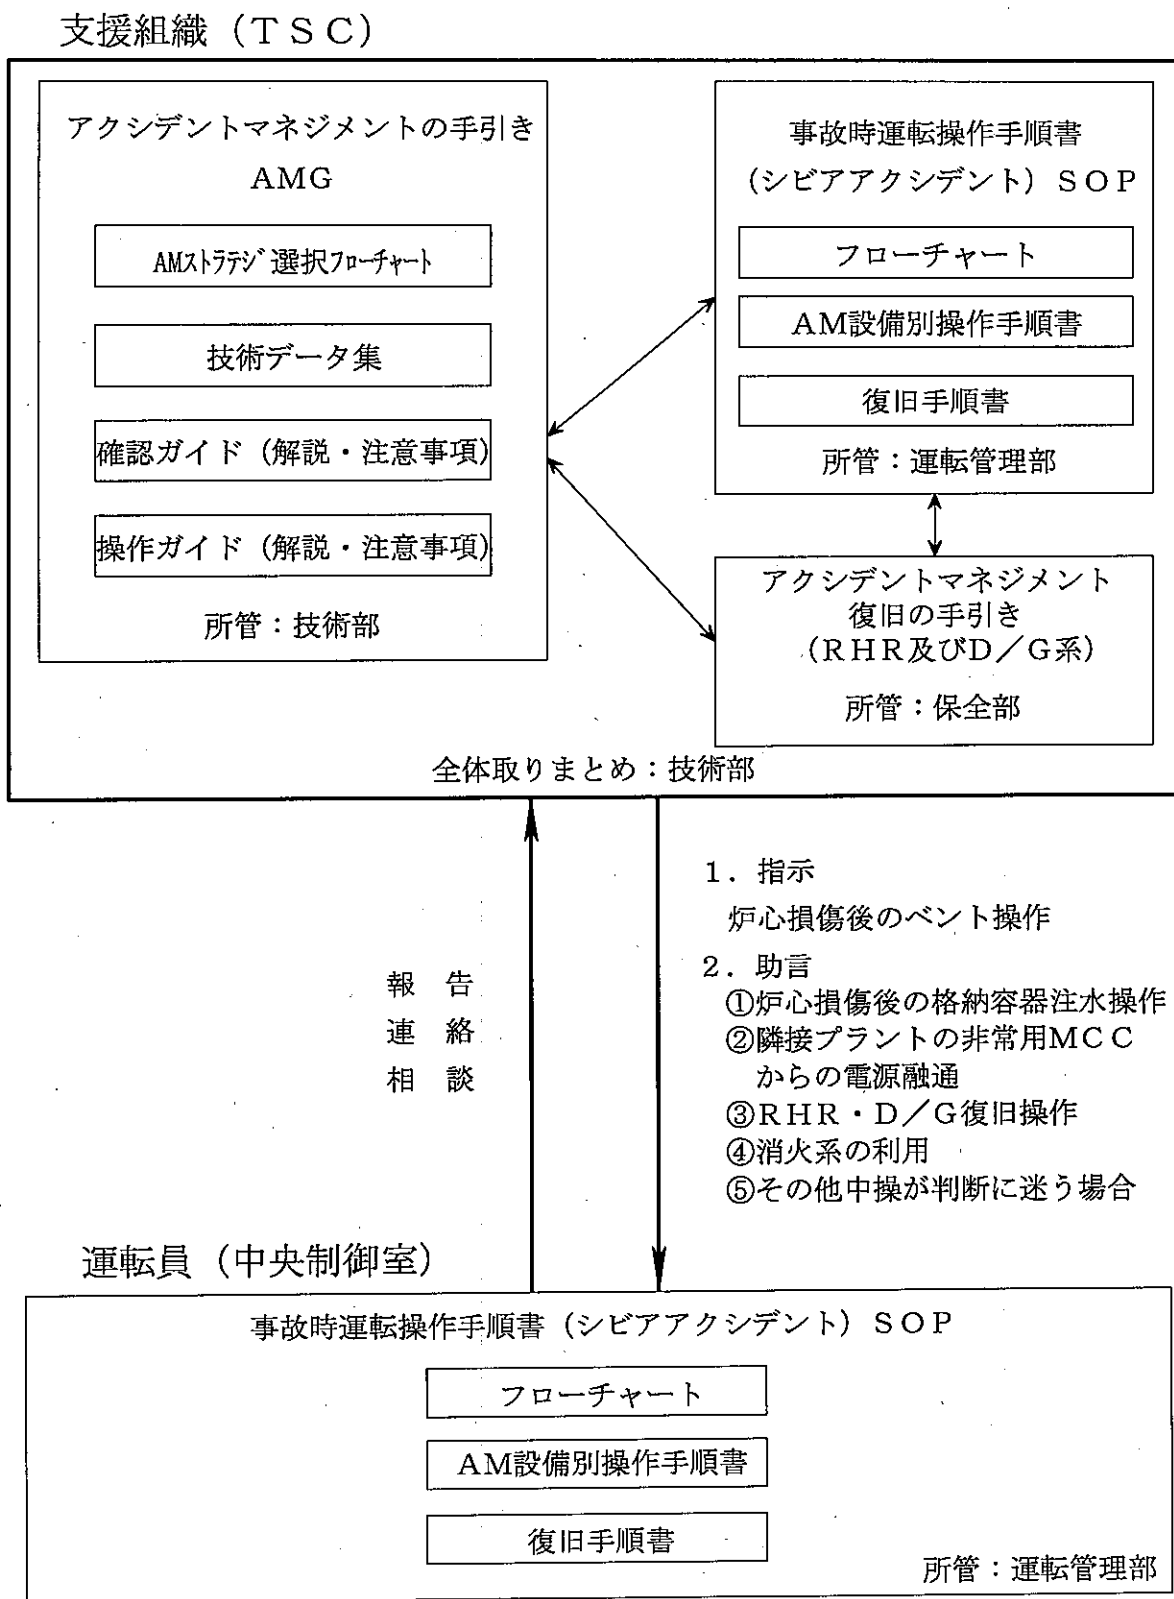 支援組織（ＴＳＣ）
アクシデントマネジメントの手引き
AMG
AMストラテジ選択フローチャート
技術データ集
確認ガイド（解説・注意事項）
操作ガイド（解説・注意事項）
所管：技術部
事故時運転操作手順書
（シビアアクシデント）ＳＯＰ
フローチャート
ＡＭ設備別操作手順書
復旧手順書
所管：運転管理部
アクシデントマネジメント
復旧の手引き
（ＲＨＲ及びＤ／Ｇ系）
所管：保全部
全体取りまとめ：技術部
報　告
連　絡
相　談
１．指示
炉心損傷後のベント操作
２．助言
①炉心損傷後の格納容器注水操作
②隣接プラントの非常用ＭＣＣ
からの電源融通
③ＲＨＲ・Ｄ／Ｇ復旧操作
④消火系の利用
⑤その他中操が判断に迷う場合
運転員（中央制御室）
事故時運転操作手順書（シビアアクシデント）ＳＯＰ
フローチャート
ＡＭ設備別操作手順書
復旧手順書
所管：運転管理部